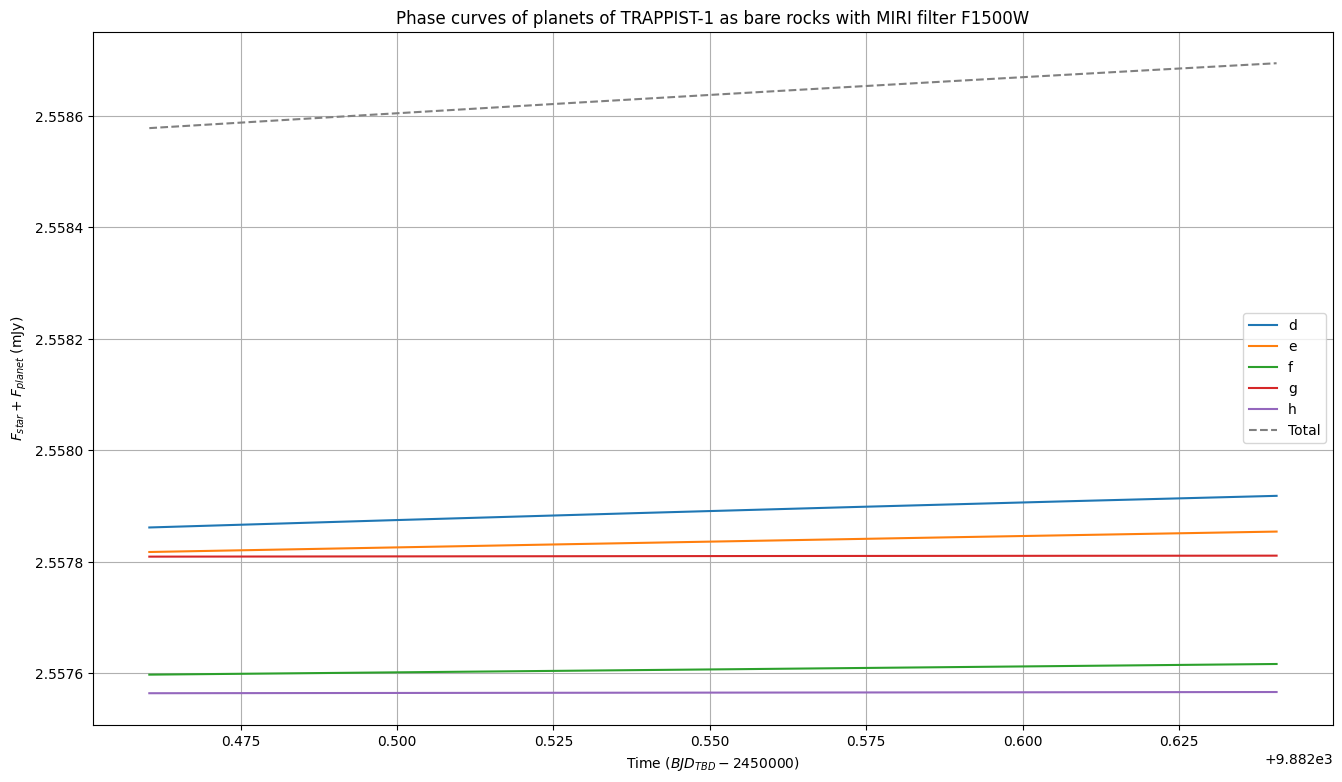 Phase curves of planets of TRAPPIST-1 as bare rocks with MIRI filter F1500W
F_star + F_planet (mJy)
2.5586
2.5584
2.5582
2.5580
2.5578
2.5576
d
e
f
g
h
Total
0.475
0.500
0.525
0.550
0.575
0.600
0.625
+9.882e3
Time (BJD_TBD − 2450000)